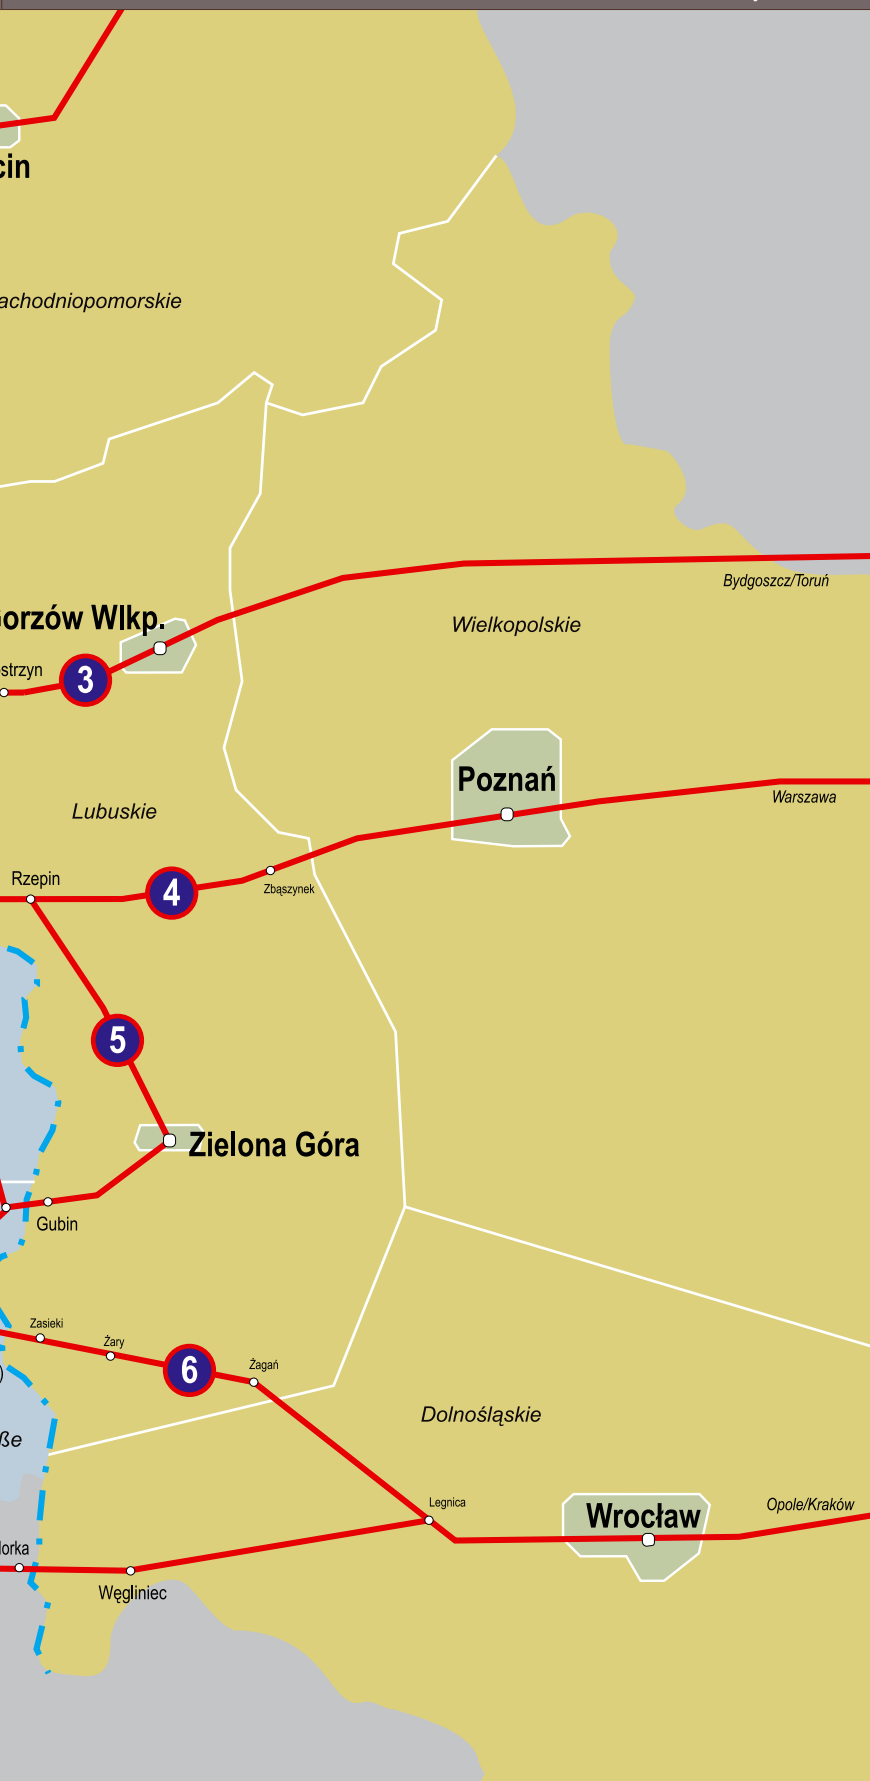 cin
achodniopomorskie
Bydgoszcz/Toruń
Gorzów Wlkp.
Wielkopolskie
strzyn
3
Poznań
Warszawa
Lubuskie
Rzepin
4
Zbąszynek
5
Zielona Góra
Gubin
Zasieki
Żary
Żagań
6
)
Dolnośląskie
ße
Legnica
Opole/Kraków
Wrocław
orka
Węgliniec